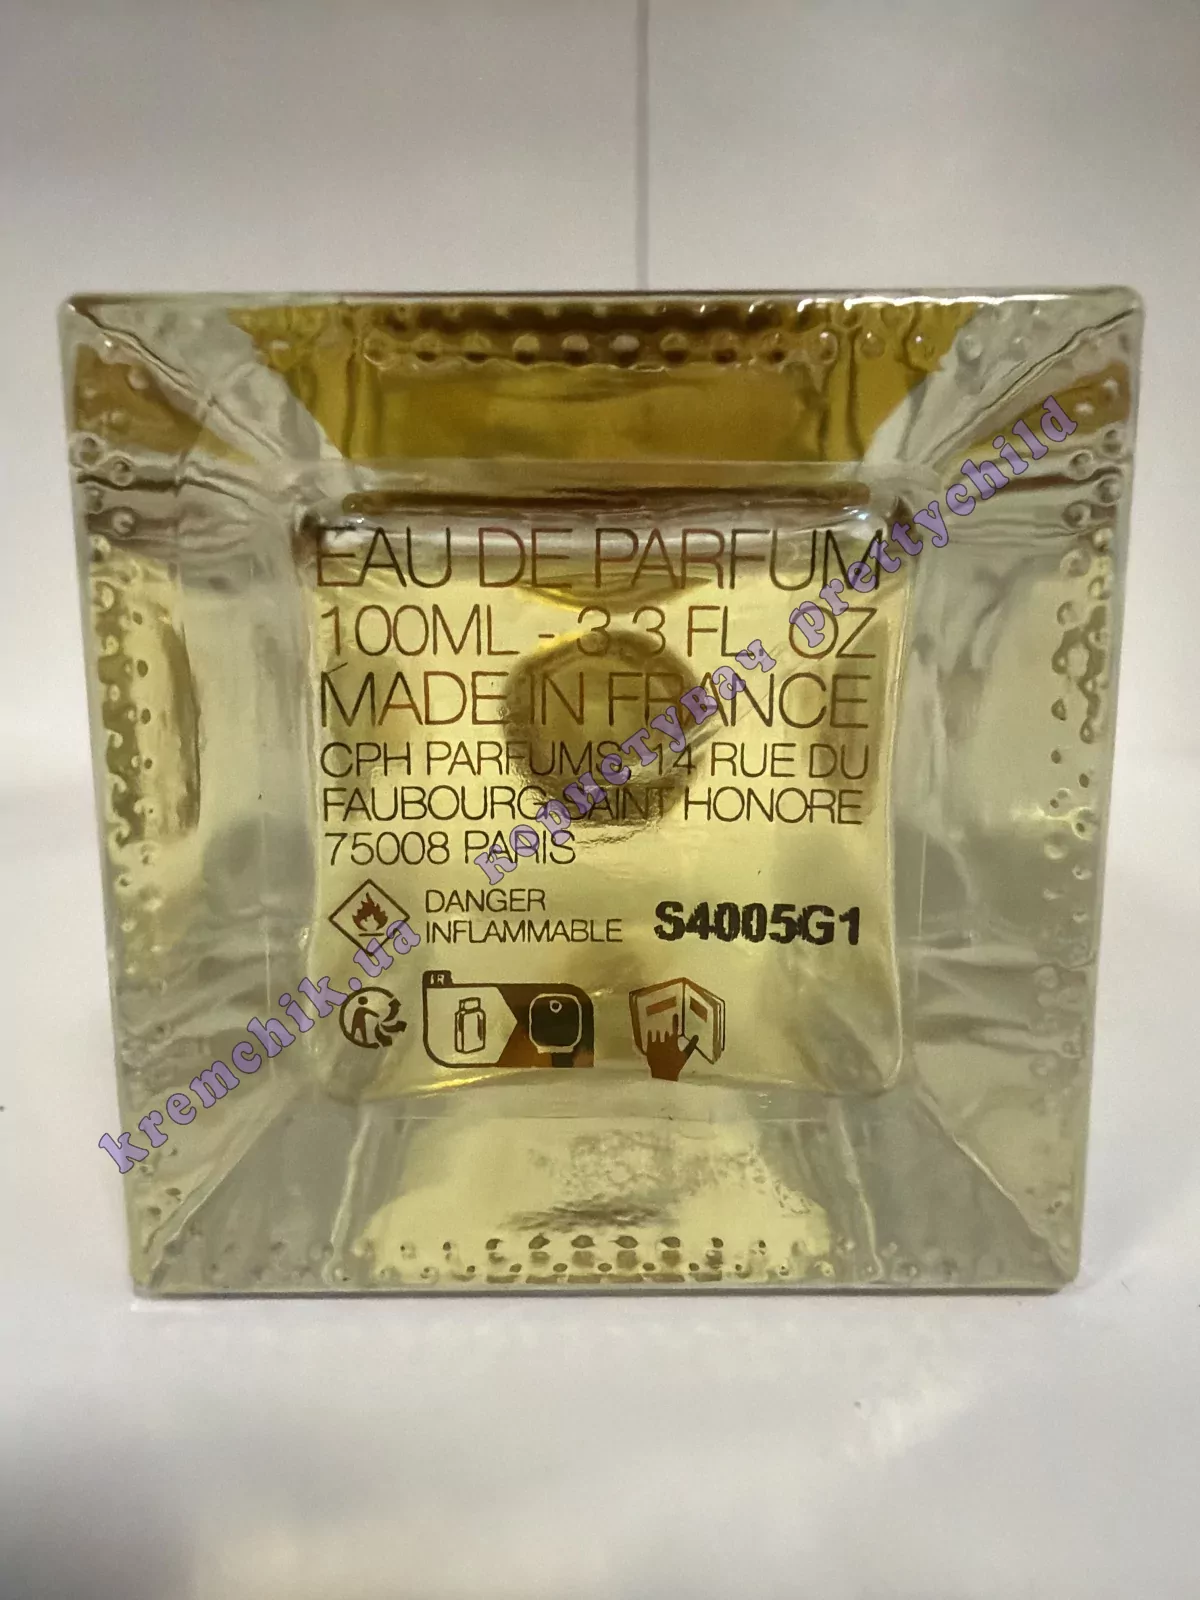 EAU DE PARFUM
100ML - 3.3 FL. OZ
MADE IN FRANCE
CPH PARFUMS, 14 RUE DU
FAUBOURG SAINT HONORE
75008 PARIS
DANGER
INFLAMMABLE
S4005G1
FR
kremchik.ua користувач prettychild